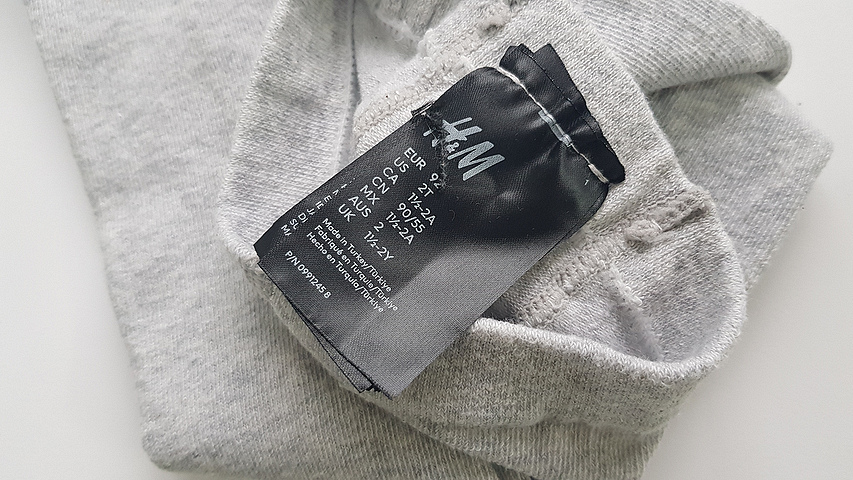 H&M
EUR 92
US 2T
CA 1½-2A
CN 90/55
MX 1½-2A
AUS 2
UK 1½-2Y
Made in Turkey/Türkiye
Fabriqué en Turquie/Türkiye
Hecho en Turquía/Türkiye
P/N 0991245 8
1